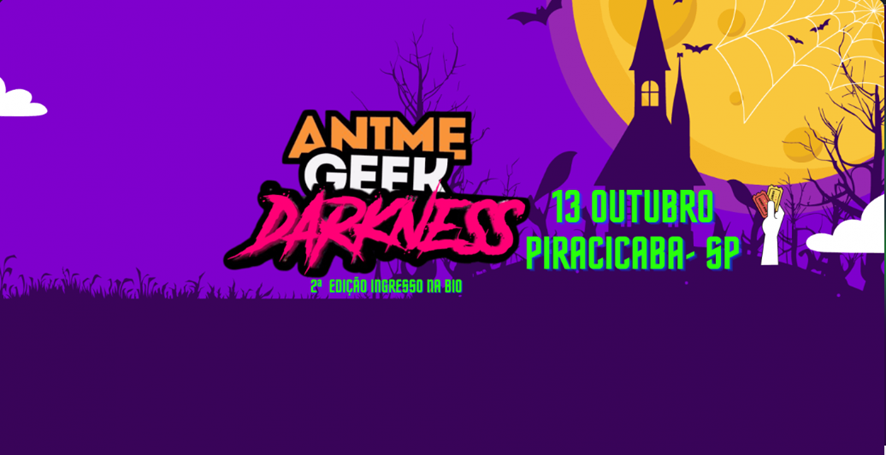 ANIME
GEEK
DARKNESS
2ª EDIÇÃO INGRESSO NA BIO
13 OUTUBRO
PIRACICABA- SP